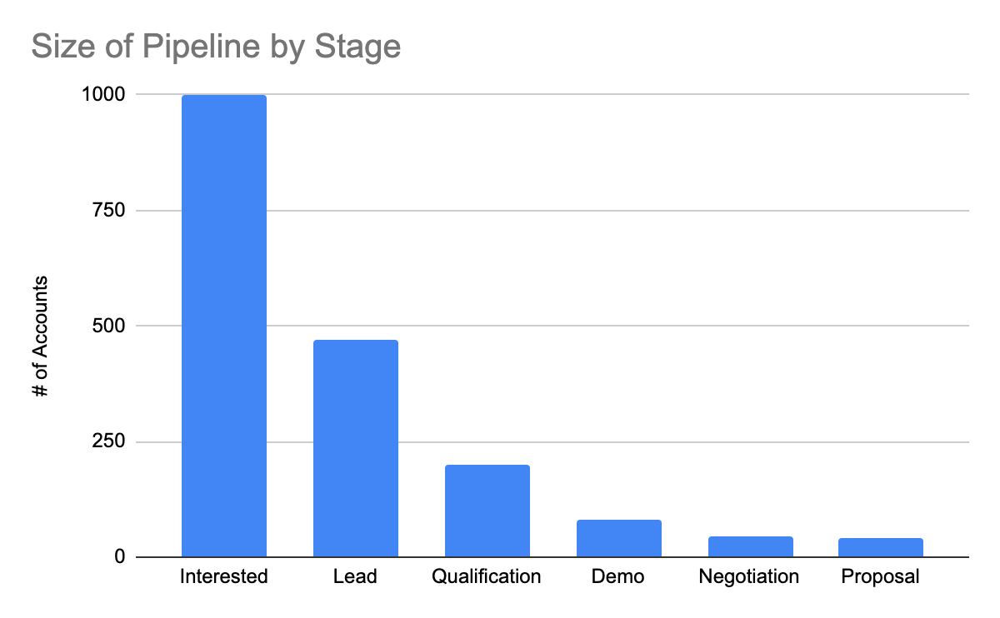 Size of Pipeline by Stage
1000
750
500
250
0
# of Accounts
Interested Lead Qualification Demo Negotiation Proposal